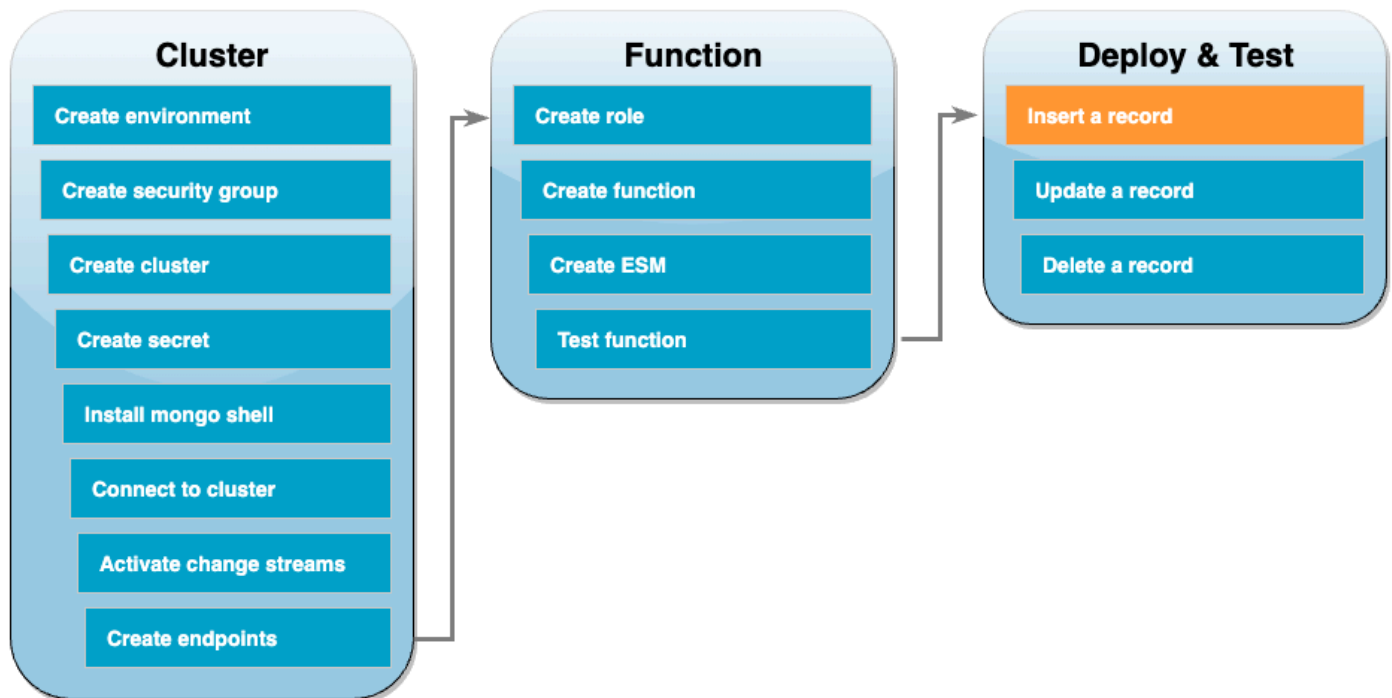 Cluster
Create environment
Create security group
Create cluster
Create secret
Install mongo shell
Connect to cluster
Activate change streams
Create endpoints
Function
Create role
Create function
Create ESM
Test function
Deploy & Test
Insert a record
Update a record
Delete a record